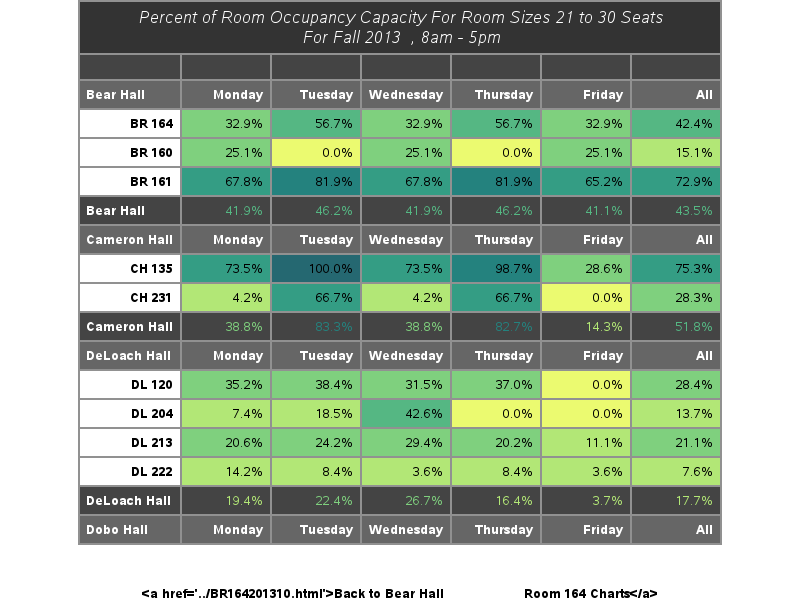 Percent of Room Occupancy Capacity For Room Sizes 21 to 30 Seats
For Fall 2013 , 8am - 5pm
Bear Hall Monday Tuesday Wednesday Thursday Friday All
BR 164 32.9% 56.7% 32.9% 56.7% 32.9% 42.4%
BR 160 25.1% 0.0% 25.1% 0.0% 25.1% 15.1%
BR 161 67.8% 81.9% 67.8% 81.9% 65.2% 72.9%
Bear Hall 41.9% 46.2% 41.9% 46.2% 41.1% 43.5%
Cameron Hall Monday Tuesday Wednesday Thursday Friday All
CH 135 73.5% 100.0% 73.5% 98.7% 28.6% 75.3%
CH 231 4.2% 66.7% 4.2% 66.7% 0.0% 28.3%
Cameron Hall 38.8% 83.3% 38.8% 82.7% 14.3% 51.8%
DeLoach Hall Monday Tuesday Wednesday Thursday Friday All
DL 120 35.2% 38.4% 31.5% 37.0% 0.0% 28.4%
DL 204 7.4% 18.5% 42.6% 0.0% 0.0% 13.7%
DL 213 20.6% 24.2% 29.4% 20.2% 11.1% 21.1%
DL 222 14.2% 8.4% 3.6% 8.4% 3.6% 7.6%
DeLoach Hall 19.4% 22.4% 26.7% 16.4% 3.7% 17.7%
Dobo Hall Monday Tuesday Wednesday Thursday Friday All
<a href='../BR164201310.html'>Back to Bear Hall Room 164 Charts</a>